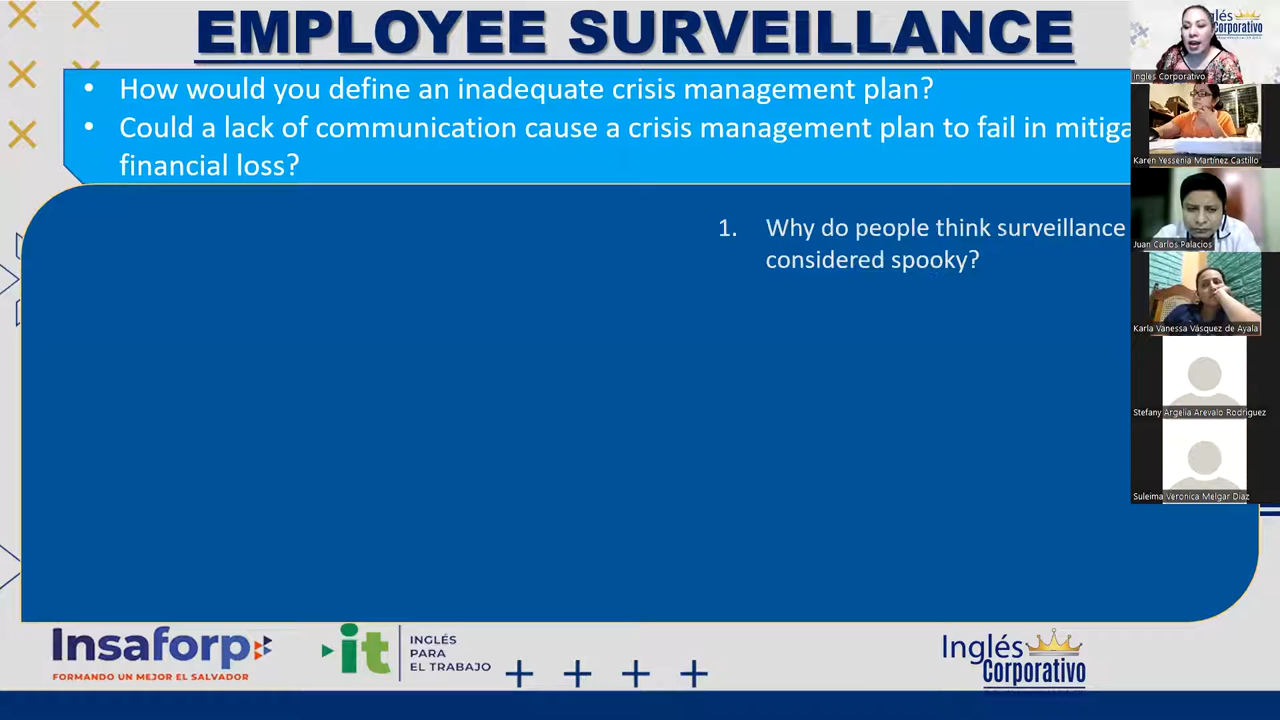 EMPLOYEE SURVEILLANCE
• How would you define an inadequate crisis management plan?
• Could a lack of communication cause a crisis management plan to fail in mitiga
financial loss?
1. Why do people think surveillance
considered spooky?
Inglés Corporativo
Karen Yessenia Martínez Castillo
Juan Carlos Palacios
Karla Vanessa Vásquez de Ayala
Stefany Argelia Arevalo Rodriguez
Suleima Veronica Melgar Diaz
Insaforp
FORMANDO UN MEJOR EL SALVADOR
it
INGLÉS
PARA
EL TRABAJO
Inglés
Corporativo